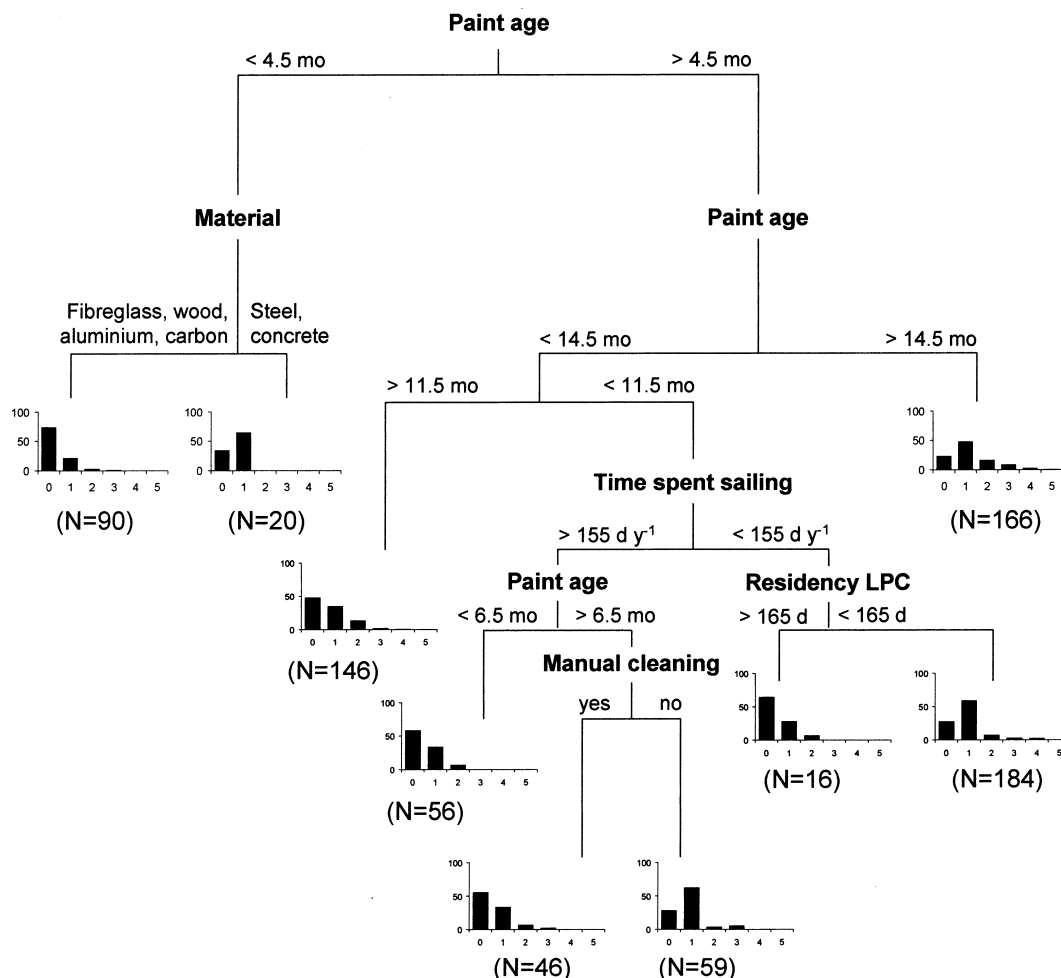 Paint age
< 4.5 mo
> 4.5 mo
Material
Paint age
Fibreglass, wood,
aluminium, carbon
Steel,
concrete
< 14.5 mo
> 14.5 mo
> 11.5 mo
< 11.5 mo
100
50
0
0 1 2 3 4 5
(N=90)
100
50
0
0 1 2 3 4 5
(N=20)
100
50
0
0 1 2 3 4 5
(N=166)
Time spent sailing
> 155 d y⁻¹
< 155 d y⁻¹
Paint age
Residency LPC
< 6.5 mo
> 6.5 mo
> 165 d
< 165 d
100
50
0
0 1 2 3 4 5
(N=146)
Manual cleaning
yes
no
100
50
0
0 1 2 3 4 5
(N=56)
100
50
0
0 1 2 3 4 5
(N=16)
100
50
0
0 1 2 3 4 5
(N=184)
100
50
0
0 1 2 3 4 5
(N=46)
100
50
0
0 1 2 3 4 5
(N=59)